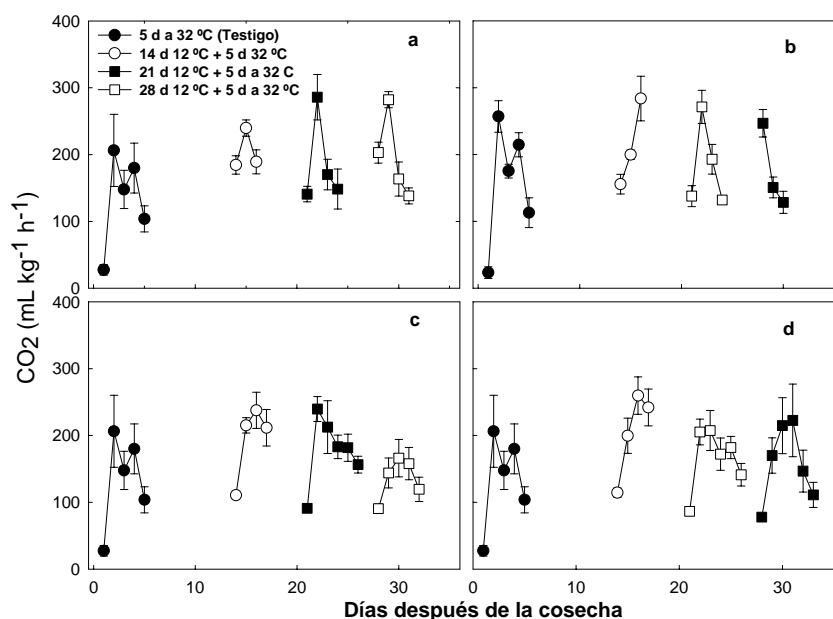 400
300
200
100
0
400
300
200
100
0
CO2 (mL kg-1 h-1)
5 d a 32 ºC (Testigo)
14 d 12 ºC + 5 d 32 ºC
21 d 12 ºC + 5 d a 32 C
28 d 12 ºC + 5 d a 32 ºC
a
b
c
d
0 10 20 30 0 10 20 30
Días después de la cosecha